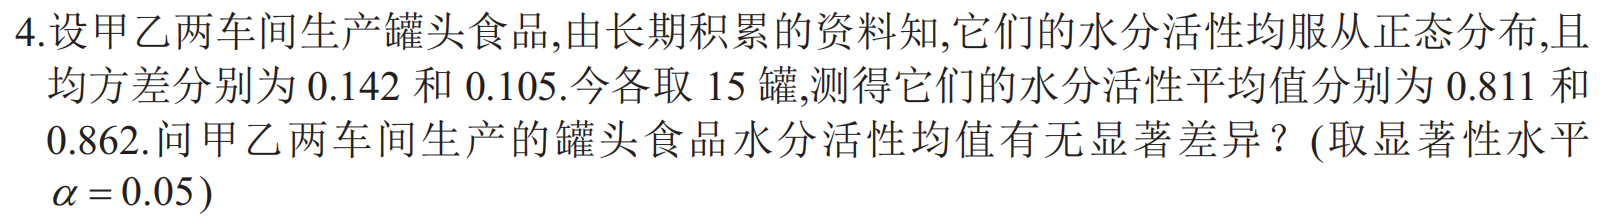 4.设甲乙两车间生产罐头食品,由长期积累的资料知,它们的水分活性均服从正态分布,且
均方差分别为 0.142 和 0.105.今各取 15 罐,测得它们的水分活性平均值分别为 0.811 和
0.862.问甲乙两车间生产的罐头食品水分活性均值有无显著差异？(取显著性水平
α = 0.05)